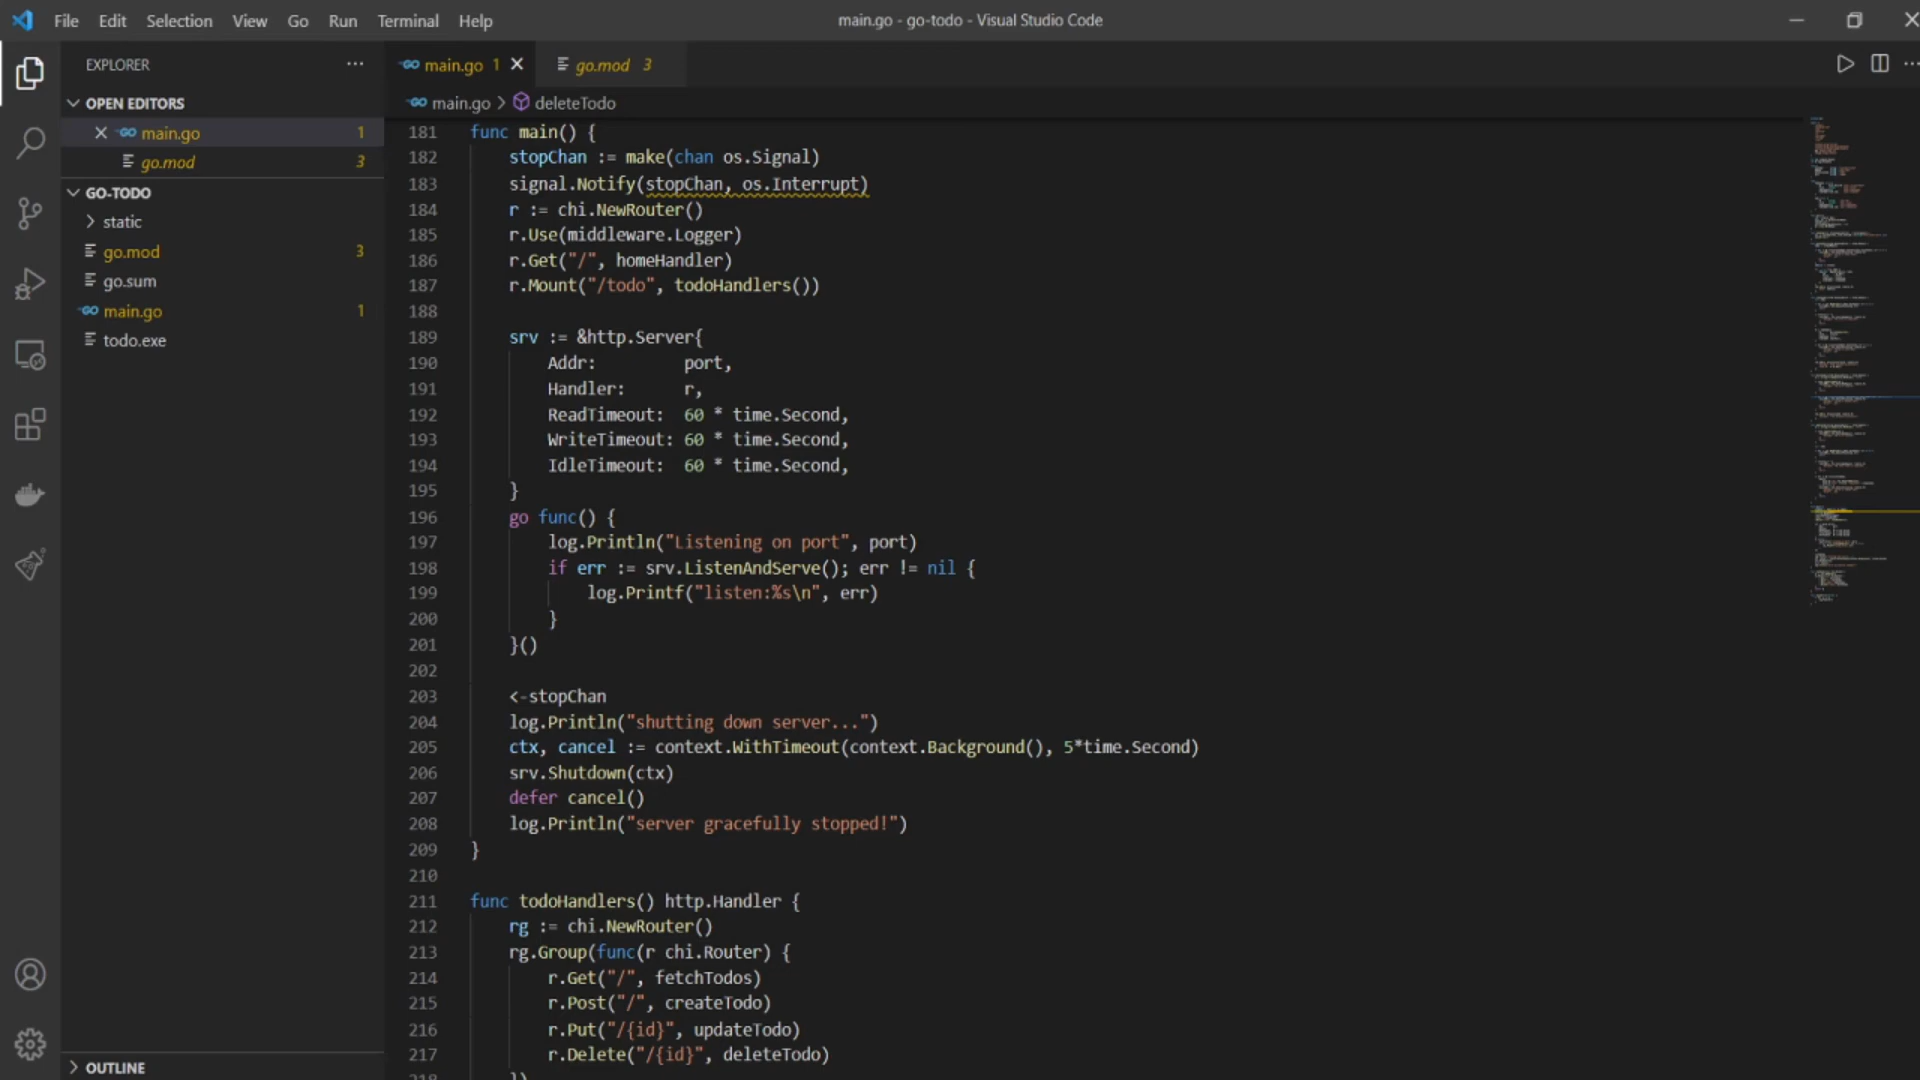 File Edit Selection View Go Run Terminal Help
main.go - go-todo - Visual Studio Code
EXPLORER
OPEN EDITORS
main.go 1
go.mod 3
GO-TODO
static
go.mod 3
go.sum
main.go 1
todo.exe
OUTLINE
main.go 1 go.mod 3
main.go > deleteTodo
181 func main() {
182 stopChan := make(chan os.Signal)
183 signal.Notify(stopChan, os.Interrupt)
184 r := chi.NewRouter()
185 r.Use(middleware.Logger)
186 r.Get("/", homeHandler)
187 r.Mount("/todo", todoHandlers())
188
189 srv := &http.Server{
190 Addr: port,
191 Handler: r,
192 ReadTimeout: 60 * time.Second,
193 WriteTimeout: 60 * time.Second,
194 IdleTimeout: 60 * time.Second,
195 }
196 go func() {
197 log.Println("Listening on port", port)
198 if err := srv.ListenAndServe(); err != nil {
199 log.Printf("listen:%s\n", err)
200 }
201 }()
202
203 <-stopChan
204 log.Println("shutting down server...")
205 ctx, cancel := context.WithTimeout(context.Background(), 5*time.Second)
206 srv.Shutdown(ctx)
207 defer cancel()
208 log.Println("server gracefully stopped!")
209 }
210
211 func todoHandlers() http.Handler {
212 rg := chi.NewRouter()
213 rg.Group(func(r chi.Router) {
214 r.Get("/", fetchTodos)
215 r.Post("/", createTodo)
216 r.Put("/{id}", updateTodo)
217 r.Delete("/{id}", deleteTodo)